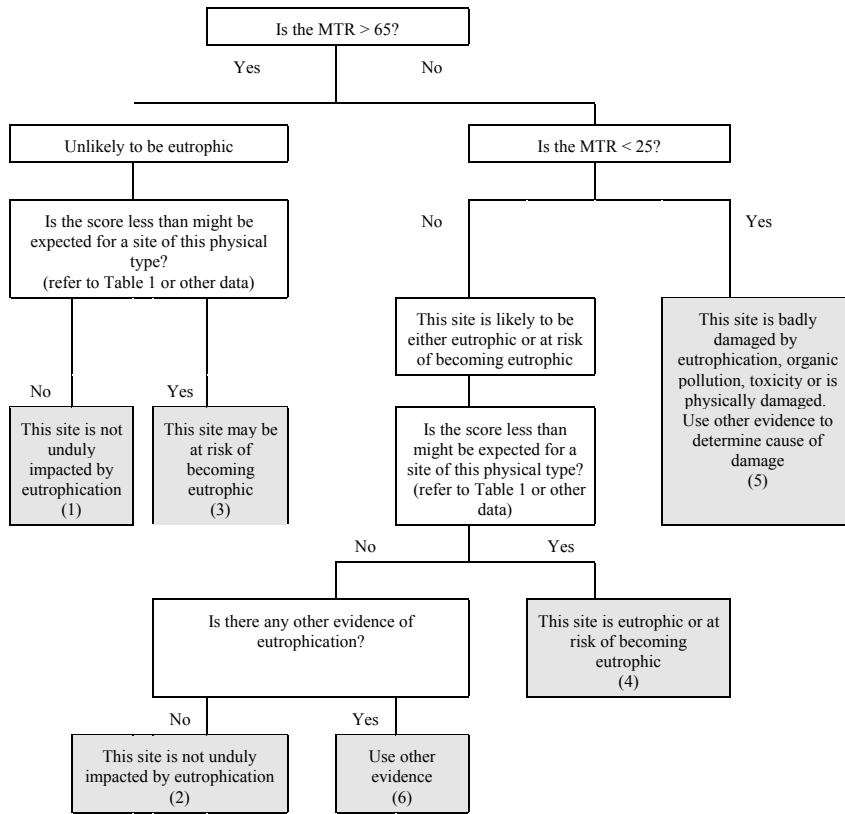 Is the MTR > 65?
Yes
No
Unlikely to be eutrophic
Is the MTR < 25?
Is the score less than might be
expected for a site of this physical
type?
(refer to Table 1 or other data)
No
Yes
This site is likely to be
either eutrophic or at risk
of becoming eutrophic
This site is badly
damaged by
eutrophication, organic
pollution, toxicity or is
physically damaged.
Use other evidence to
determine cause of
damage
(5)
No
Yes
This site is not
unduly
impacted by
eutrophication
(1)
This site may be
at risk of
becoming
eutrophic
(3)
Is the score less than
might be expected for a
site of this physical type?
(refer to Table 1 or other
data)
No
Yes
Is there any other evidence of
eutrophication?
This site is eutrophic or at
risk of becoming
eutrophic
(4)
No
Yes
This site is not unduly
impacted by eutrophication
(2)
Use other
evidence
(6)